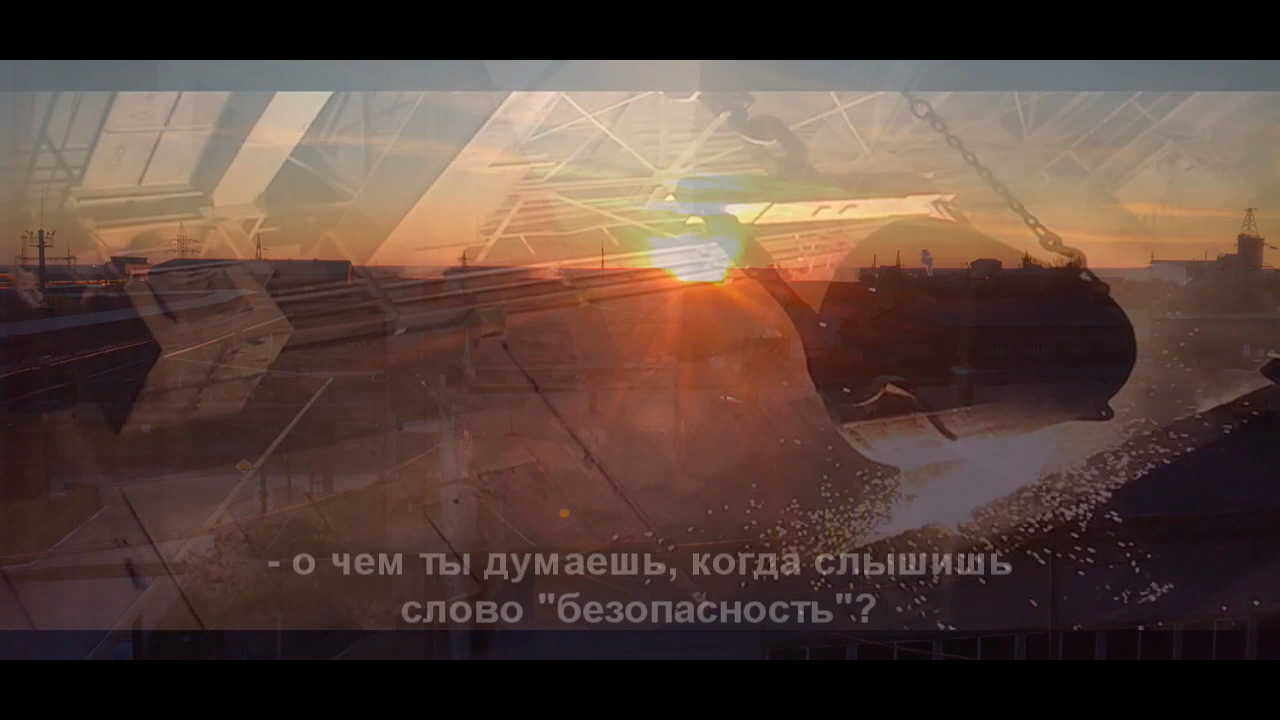 - о чем ты думаешь, когда слышишь
слово "безопасность"?